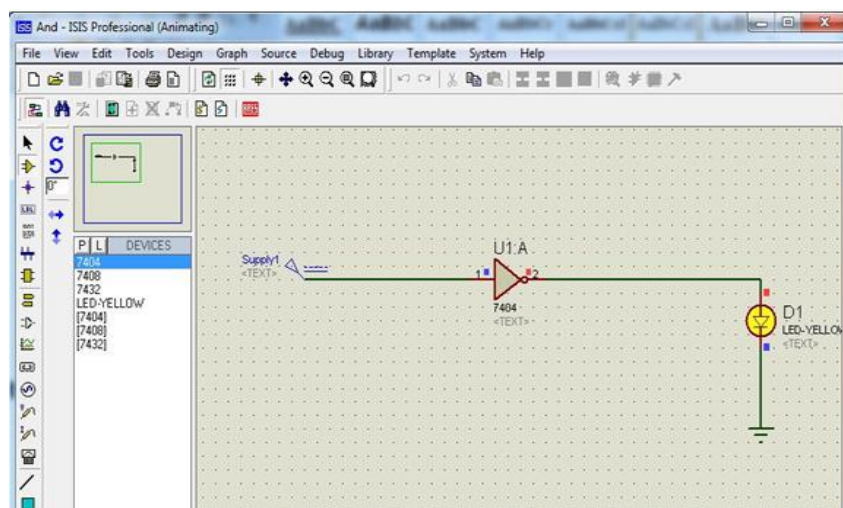 And - ISIS Professional (Animating)
File View Edit Tools Design Graph Source Debug Library Template System Help
0°
LBL
P L DEVICES
7404
7408
7432
LED-YELLOW
[7404]
[7408]
[7432]
Supply1
<TEXT>
U1:A
1 2
7404
<TEXT>
D1
LED-YELLOW
<TEXT>